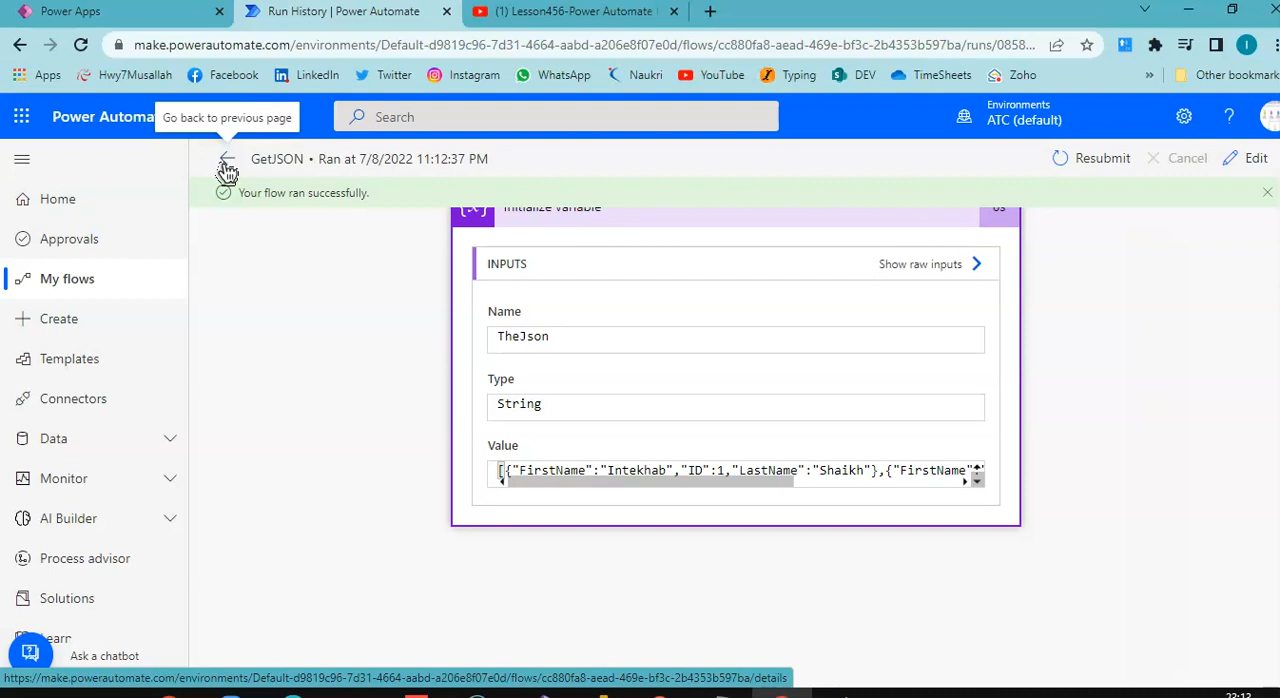 Power Apps
Run History | Power Automate
(1) Lesson456-Power Automate
make.powerautomate.com/environments/Default-d9819c96-7d31-4664-aabd-a206e8f07e0d/flows/cc880fa8-aead-469e-bf3c-2b4353b597ba/runs/0858...
Apps
Hwy7Musallah
Facebook
LinkedIn
Twitter
Instagram
WhatsApp
Naukri
YouTube
Typing
DEV
TimeSheets
Zoho
»
Other bookmark
Power Automa
Go back to previous page
Search
Environments
ATC (default)
GetJSON • Ran at 7/8/2022 11:12:37 PM
Resubmit
Cancel
Edit
Your flow ran successfully.
Home
Approvals
My flows
Create
Templates
Connectors
Data
Monitor
AI Builder
Process advisor
Solutions
Learn
Ask a chatbot
Initialize variable
0s
INPUTS
Show raw inputs
Name
TheJson
Type
String
Value
[{"FirstName":"Intekhab","ID":1,"LastName":"Shaikh"},{"FirstName":"
https://make.powerautomate.com/environments/Default-d9819c96-7d31-4664-aabd-a206e8f07e0d/flows/cc880fa8-aead-469e-bf3c-2b4353b597ba/details